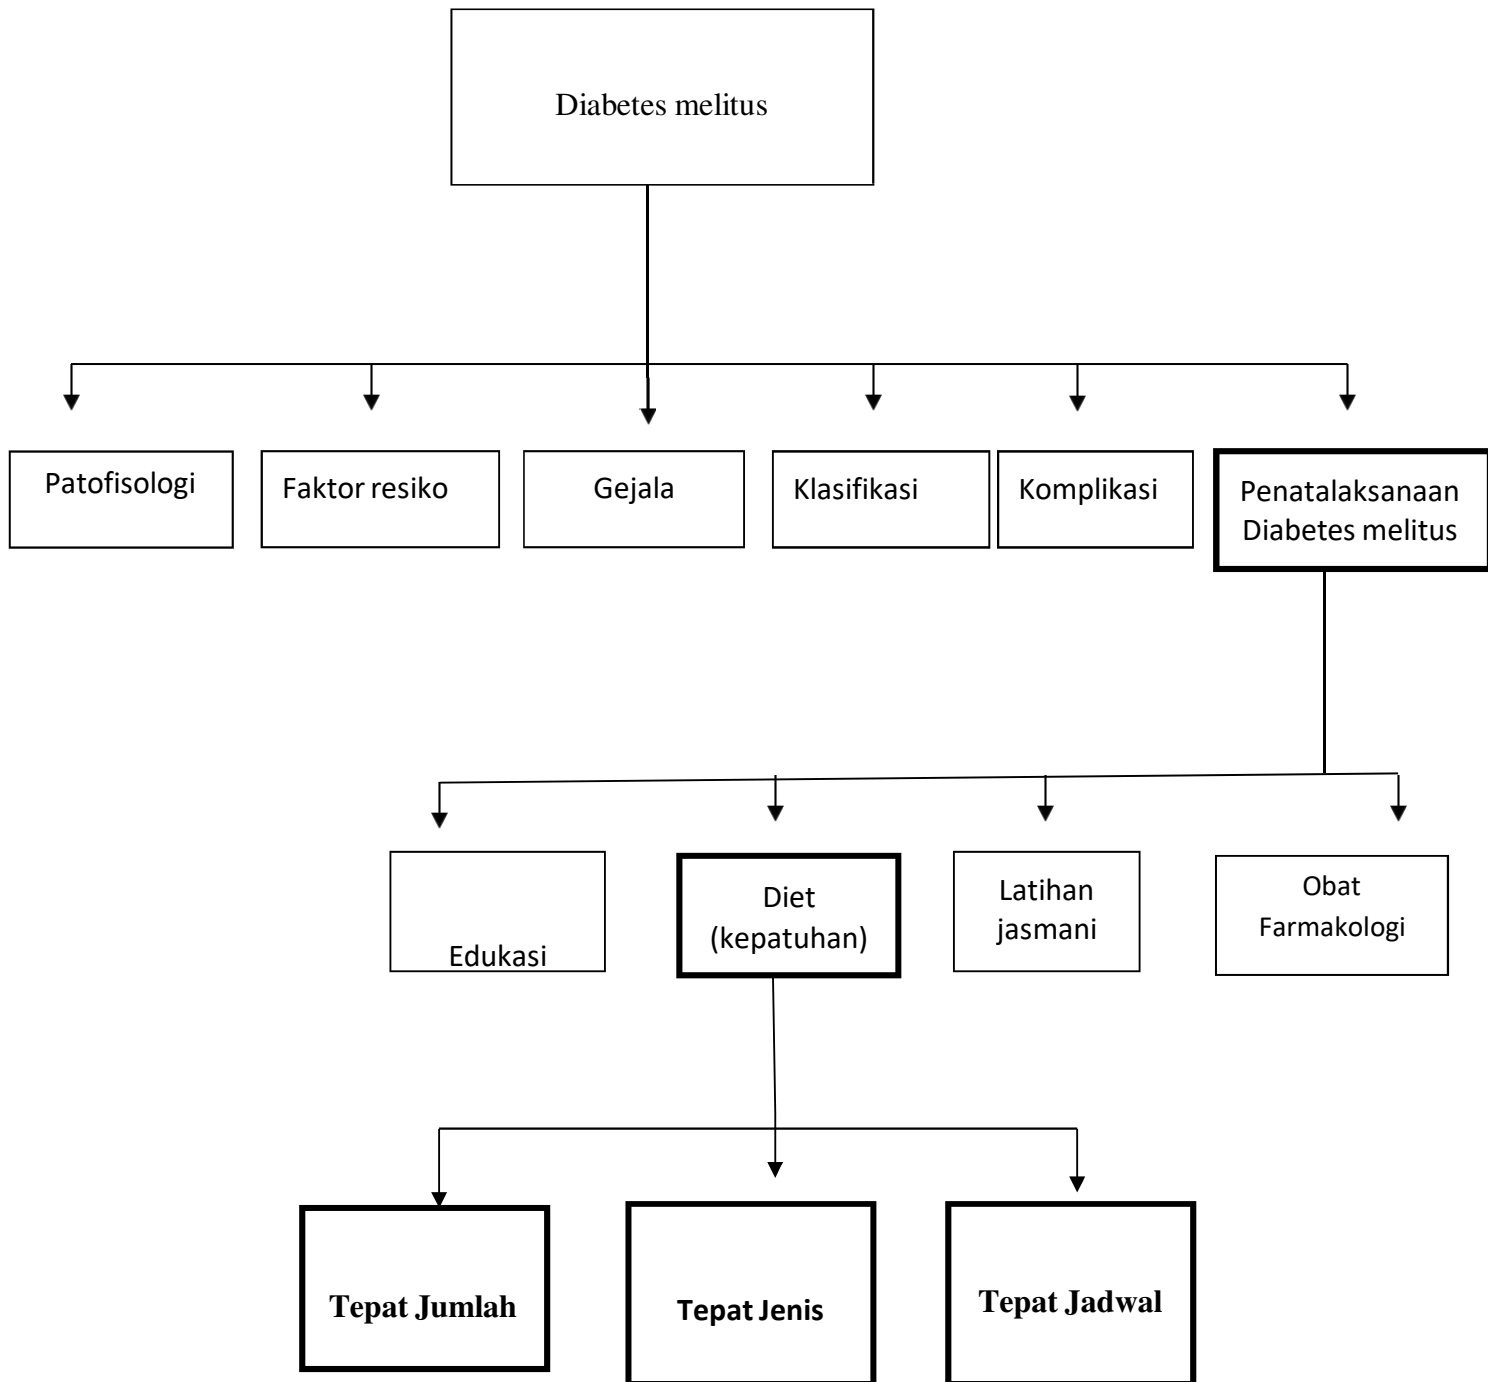 Diabetes melitus
Patofisologi
Faktor resiko
Gejala
Klasifikasi
Komplikasi
Penatalaksanaan
Diabetes melitus
Edukasi
Diet
(kepatuhan)
Latihan
jasmani
Obat
Farmakologi
Tepat Jumlah
Tepat Jenis
Tepat Jadwal